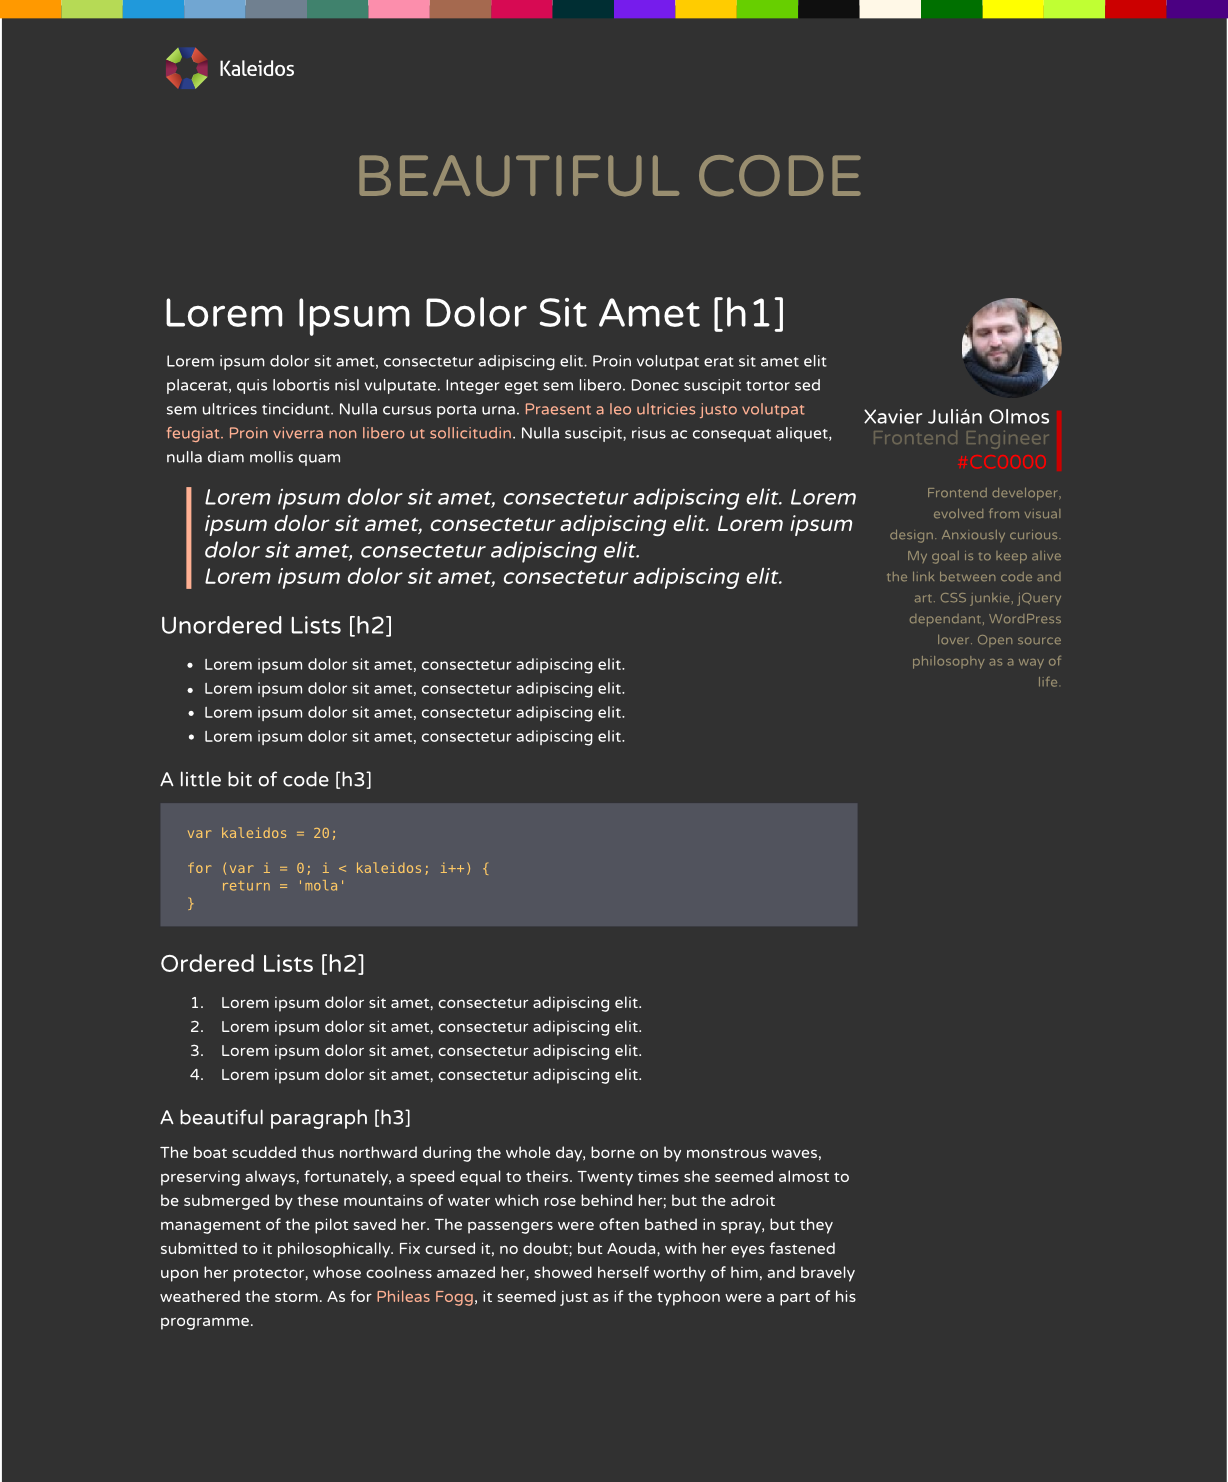 Kaleidos
BEAUTIFUL CODE
Lorem Ipsum Dolor Sit Amet [h1]
Lorem ipsum dolor sit amet, consectetur adipiscing elit. Proin volutpat erat sit amet elit
placerat, quis lobortis nisl vulputate. Integer eget sem libero. Donec suscipit tortor sed
sem ultrices tincidunt. Nulla cursus porta urna. Praesent a leo ultricies justo volutpat
feugiat. Proin viverra non libero ut sollicitudin. Nulla suscipit, risus ac consequat aliquet,
nulla diam mollis quam
Lorem ipsum dolor sit amet, consectetur adipiscing elit. Lorem
ipsum dolor sit amet, consectetur adipiscing elit. Lorem ipsum
dolor sit amet, consectetur adipiscing elit.
Lorem ipsum dolor sit amet, consectetur adipiscing elit.
Unordered Lists [h2]
• Lorem ipsum dolor sit amet, consectetur adipiscing elit.
• Lorem ipsum dolor sit amet, consectetur adipiscing elit.
• Lorem ipsum dolor sit amet, consectetur adipiscing elit.
• Lorem ipsum dolor sit amet, consectetur adipiscing elit.
A little bit of code [h3]
var kaleidos = 20;
for (var i = 0; i < kaleidos; i++) {
    return = 'mola'
}
Ordered Lists [h2]
1. Lorem ipsum dolor sit amet, consectetur adipiscing elit.
2. Lorem ipsum dolor sit amet, consectetur adipiscing elit.
3. Lorem ipsum dolor sit amet, consectetur adipiscing elit.
4. Lorem ipsum dolor sit amet, consectetur adipiscing elit.
A beautiful paragraph [h3]
The boat scudded thus northward during the whole day, borne on by monstrous waves,
preserving always, fortunately, a speed equal to theirs. Twenty times she seemed almost to
be submerged by these mountains of water which rose behind her; but the adroit
management of the pilot saved her. The passengers were often bathed in spray, but they
submitted to it philosophically. Fix cursed it, no doubt; but Aouda, with her eyes fastened
upon her protector, whose coolness amazed her, showed herself worthy of him, and bravely
weathered the storm. As for Phileas Fogg, it seemed just as if the typhoon were a part of his
programme.
Xavier Julián Olmos
Frontend Engineer
#CC0000
Frontend developer,
evolved from visual
design. Anxiously curious.
My goal is to keep alive
the link between code and
art. CSS junkie, jQuery
dependant, WordPress
lover. Open source
philosophy as a way of
life.